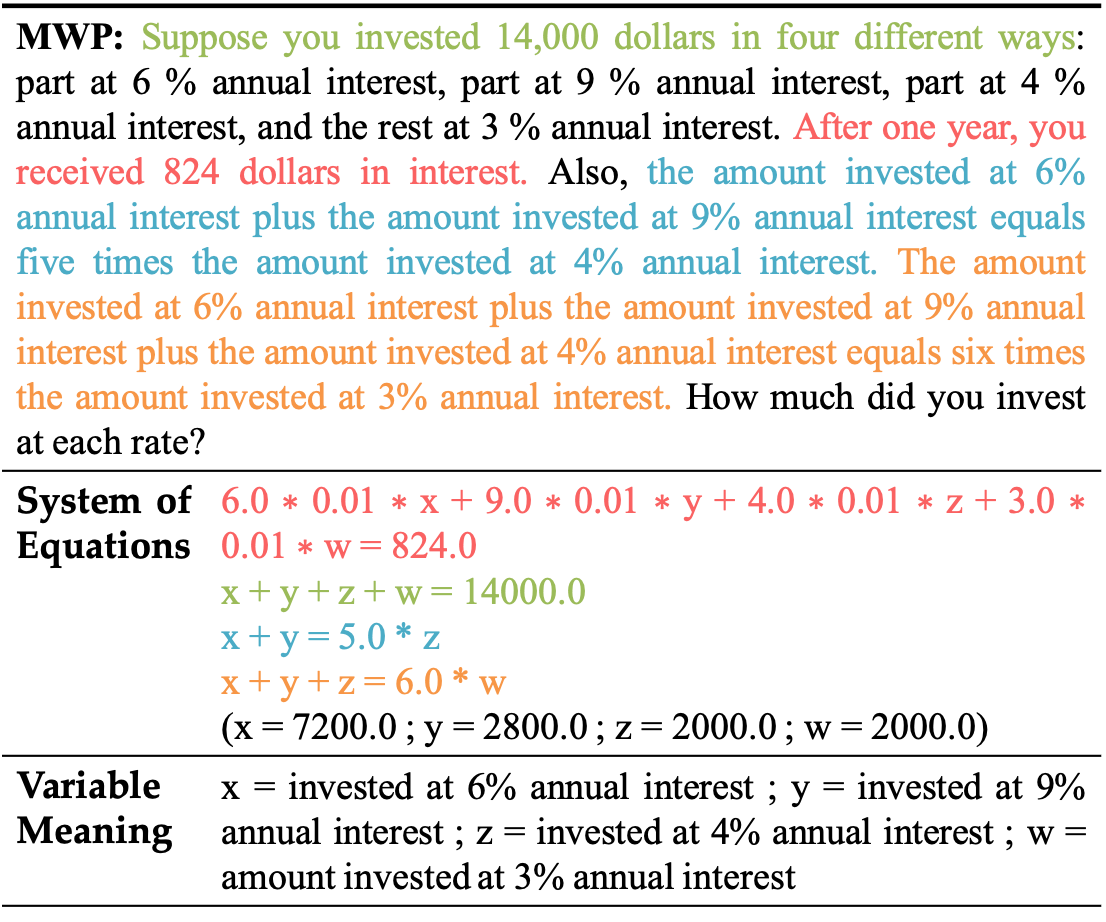 MWP: Suppose you invested 14,000 dollars in four different ways:
part at 6 % annual interest, part at 9 % annual interest, part at 4 %
annual interest, and the rest at 3 % annual interest. After one year, you
received 824 dollars in interest. Also, the amount invested at 6%
annual interest plus the amount invested at 9% annual interest equals
five times the amount invested at 4% annual interest. The amount
invested at 6% annual interest plus the amount invested at 9% annual
interest plus the amount invested at 4% annual interest equals six times
the amount invested at 3% annual interest. How much did you invest
at each rate?
System of Equations
6.0 * 0.01 * x + 9.0 * 0.01 * y + 4.0 * 0.01 * z + 3.0 *
0.01 * w = 824.0
x + y + z + w = 14000.0
x + y = 5.0 * z
x + y + z = 6.0 * w
(x = 7200.0 ; y = 2800.0 ; z = 2000.0 ; w = 2000.0)
Variable Meaning
x = invested at 6% annual interest ; y = invested at 9%
annual interest ; z = invested at 4% annual interest ; w =
amount invested at 3% annual interest